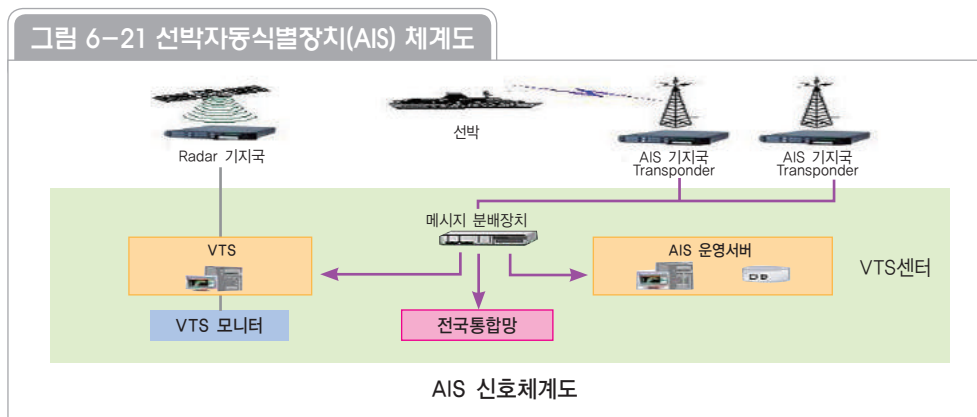 그림 6-21 선박자동식별장치(AIS) 체계도
선박
Radar 기지국
AIS 기지국
Transponder
AIS 기지국
Transponder
메시지 분배장치
VTS
AIS 운영서버
VTS센터
VTS 모니터
전국통합망
AIS 신호체계도